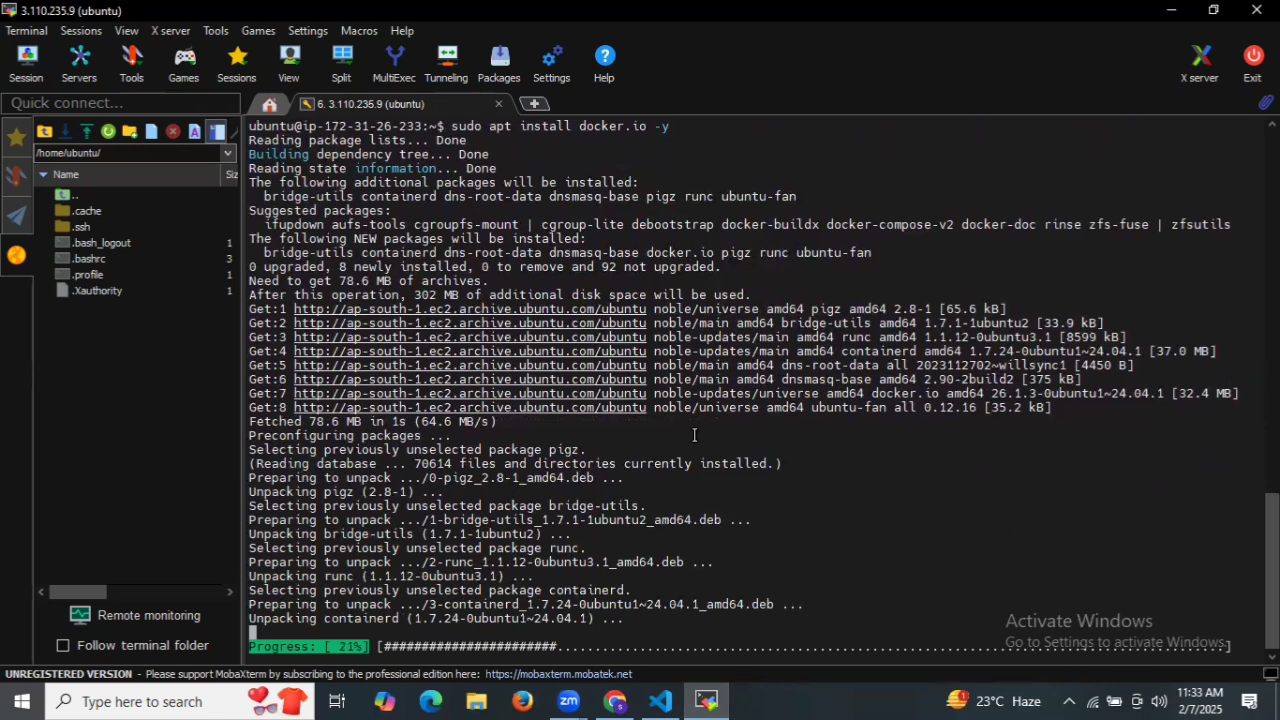 3.110.235.9 (ubuntu)
Terminal Sessions View X server Tools Games Settings Macros Help
Session Servers Tools Games Sessions View Split MultiExec Tunneling Packages Settings Help X server Exit
Quick connect...
6. 3.110.235.9 (ubuntu)
/home/ubuntu/
Name Siz
..
.cache
.ssh
.bash_logout 1
.bashrc 3
.profile 1
.Xauthority 1
Remote monitoring
Follow terminal folder
ubuntu@ip-172-31-26-233:~$ sudo apt install docker.io -y
Reading package lists... Done
Building dependency tree... Done
Reading state information... Done
The following additional packages will be installed:
bridge-utils containerd dns-root-data dnsmasq-base pigz runc ubuntu-fan
Suggested packages:
ifupdown aufs-tools cgroupfs-mount | cgroup-lite debootstrap docker-buildx docker-compose-v2 docker-doc rinse zfs-fuse | zfsutils
The following NEW packages will be installed:
bridge-utils containerd dns-root-data dnsmasq-base docker.io pigz runc ubuntu-fan
0 upgraded, 8 newly installed, 0 to remove and 92 not upgraded.
Need to get 78.6 MB of archives.
After this operation, 302 MB of additional disk space will be used.
Get:1 http://ap-south-1.ec2.archive.ubuntu.com/ubuntu noble/universe amd64 pigz amd64 2.8-1 [65.6 kB]
Get:2 http://ap-south-1.ec2.archive.ubuntu.com/ubuntu noble/main amd64 bridge-utils amd64 1.7.1-1ubuntu2 [33.9 kB]
Get:3 http://ap-south-1.ec2.archive.ubuntu.com/ubuntu noble-updates/main amd64 runc amd64 1.1.12-0ubuntu3.1 [8599 kB]
Get:4 http://ap-south-1.ec2.archive.ubuntu.com/ubuntu noble-updates/main amd64 containerd amd64 1.7.24-0ubuntu1~24.04.1 [37.0 MB]
Get:5 http://ap-south-1.ec2.archive.ubuntu.com/ubuntu noble/main amd64 dns-root-data all 2023112702~willsync1 [4450 B]
Get:6 http://ap-south-1.ec2.archive.ubuntu.com/ubuntu noble/main amd64 dnsmasq-base amd64 2.90-2build2 [375 kB]
Get:7 http://ap-south-1.ec2.archive.ubuntu.com/ubuntu noble-updates/universe amd64 docker.io amd64 26.1.3-0ubuntu1~24.04.1 [32.4 MB]
Get:8 http://ap-south-1.ec2.archive.ubuntu.com/ubuntu noble/universe amd64 ubuntu-fan all 0.12.16 [35.2 kB]
Fetched 78.6 MB in 1s (64.6 MB/s)
Preconfiguring packages ...
Selecting previously unselected package pigz.
(Reading database ... 70614 files and directories currently installed.)
Preparing to unpack .../0-pigz_2.8-1_amd64.deb ...
Unpacking pigz (2.8-1) ...
Selecting previously unselected package bridge-utils.
Preparing to unpack .../1-bridge-utils_1.7.1-1ubuntu2_amd64.deb ...
Unpacking bridge-utils (1.7.1-1ubuntu2) ...
Selecting previously unselected package runc.
Preparing to unpack .../2-runc_1.1.12-0ubuntu3.1_amd64.deb ...
Unpacking runc (1.1.12-0ubuntu3.1) ...
Selecting previously unselected package containerd.
Preparing to unpack .../3-containerd_1.7.24-0ubuntu1~24.04.1_amd64.deb ...
Unpacking containerd (1.7.24-0ubuntu1~24.04.1) ...
Progress: [ 21%] [#######################..........................................................................................]
Activate Windows
Go to Settings to activate Windows.
UNREGISTERED VERSION - Please support MobaXterm by subscribing to the professional edition here: https://mobaxterm.mobatek.net
Type here to search
23°C Haze
11:33 AM
2/7/2025